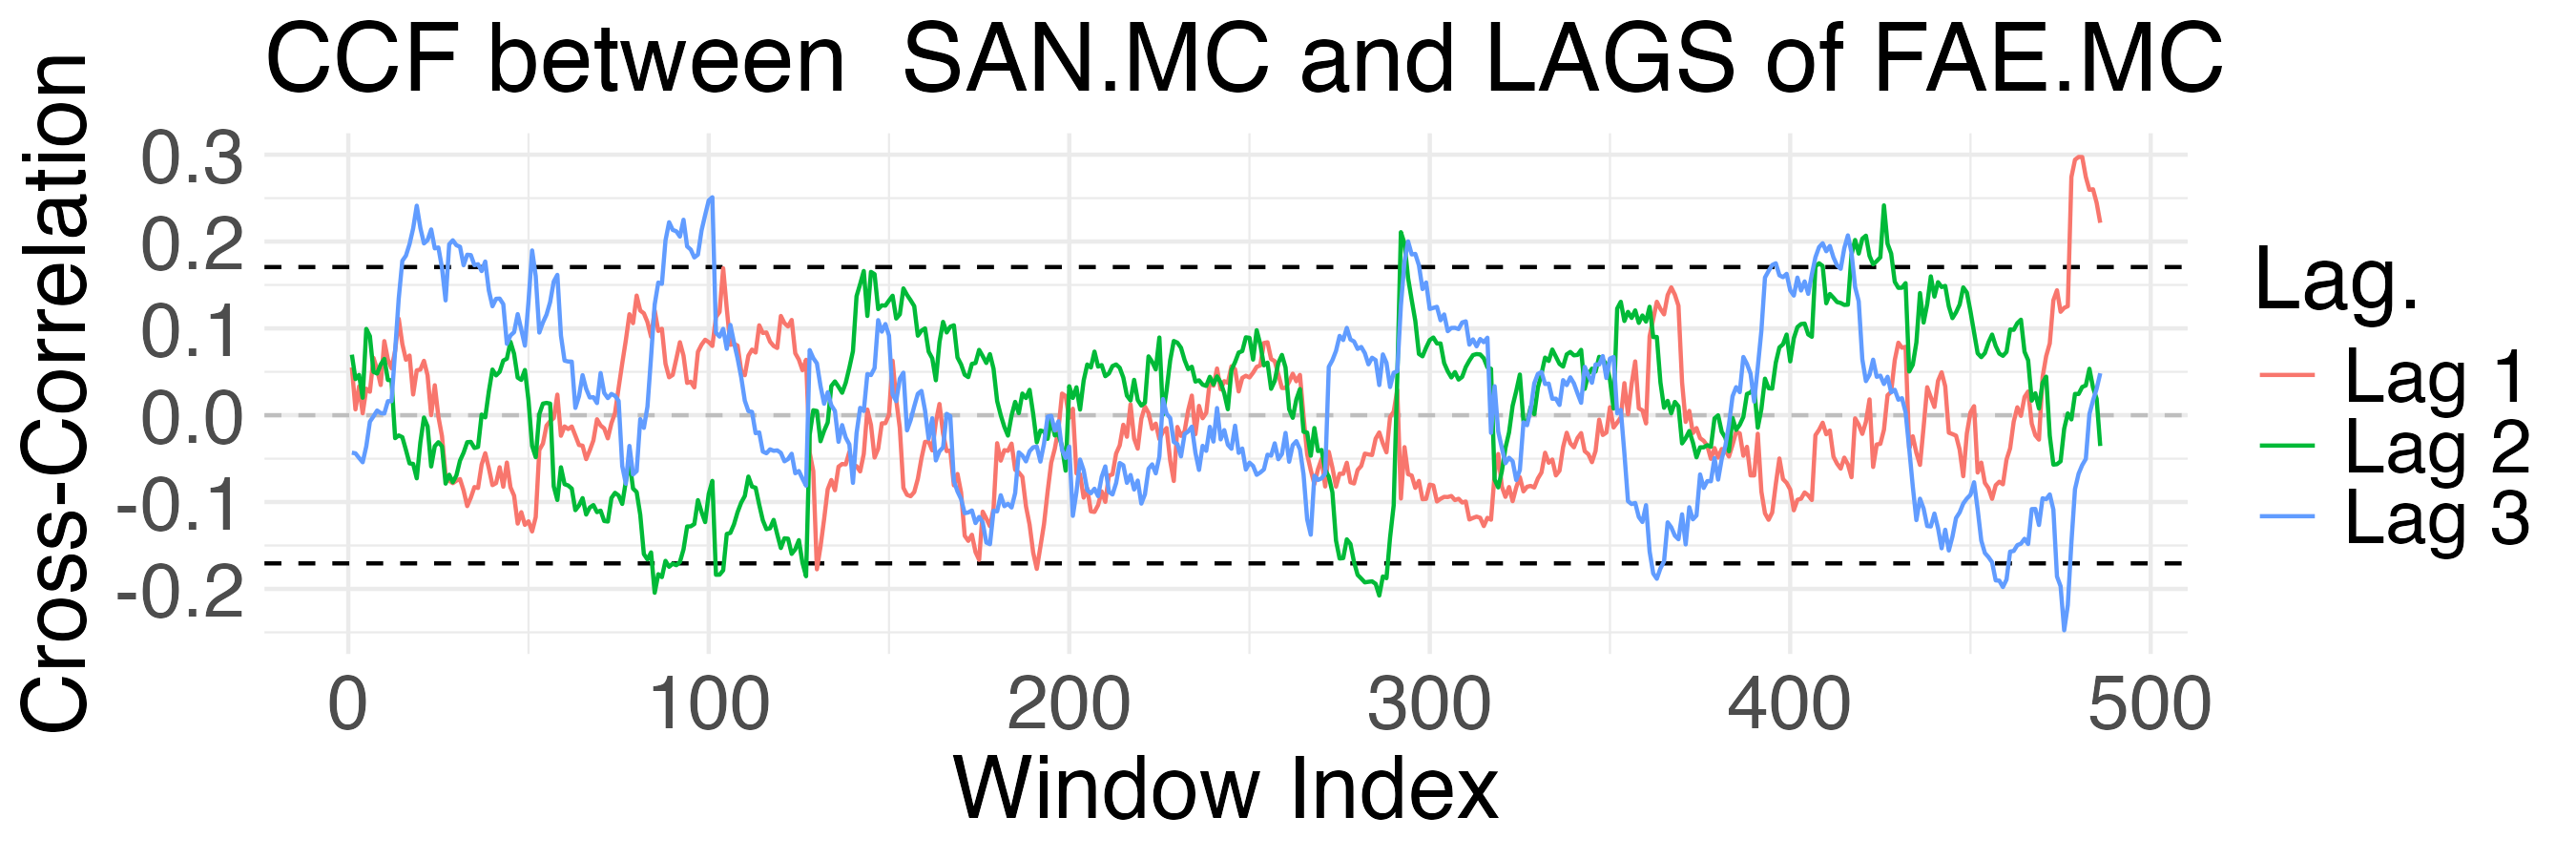 CCF between  SAN.MC and LAGS of FAE.MC
Cross-Correlation
0.3
0.2
0.1
0.0
-0.1
-0.2
0 100 200 300 400 500
Window Index
Lag.
Lag 1
Lag 2
Lag 3